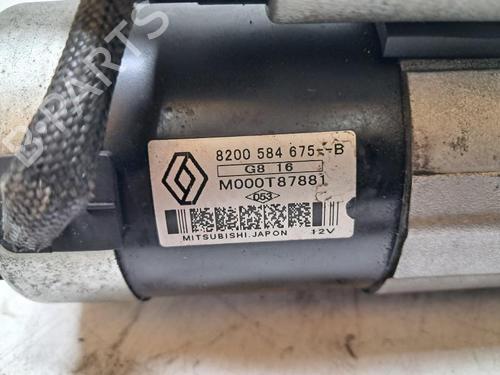 8200 584 675--B
G8 16
M000T87881
D53
MITSUBISHI.JAPON 12V
B-PARTS